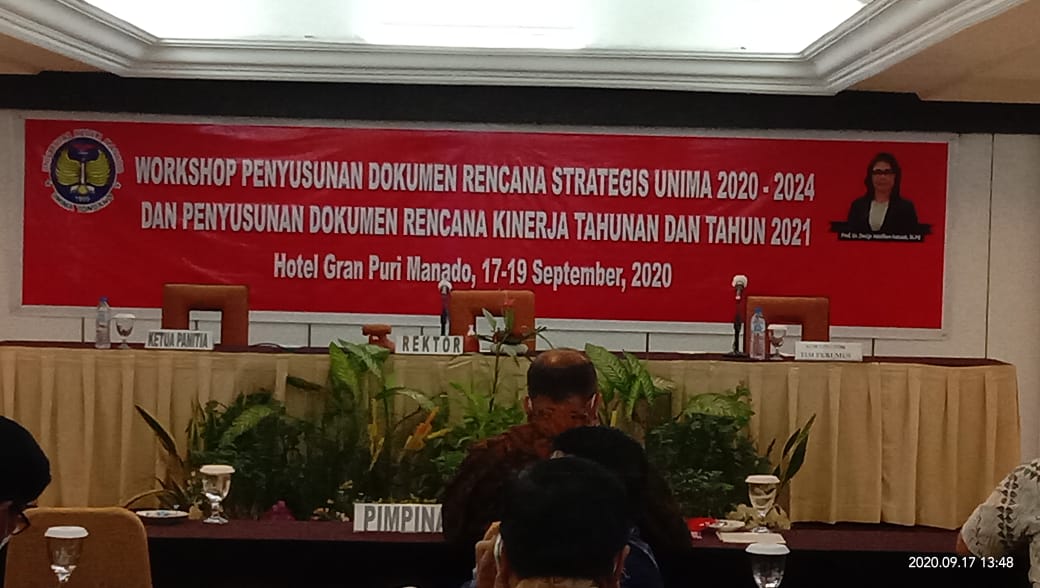 WORKSHOP PENYUSUNAN DOKUMEN RENCANA STRATEGIS UNIMA 2020 - 2024
DAN PENYUSUNAN DOKUMEN RENCANA KINERJA TAHUNAN DAN TAHUN 2021
Hotel Gran Puri Manado, 17-19 September, 2020
KETUA PANITIA
REKTOR
TIM PERUMUS
PIMPINA
2020.09.17 13:48